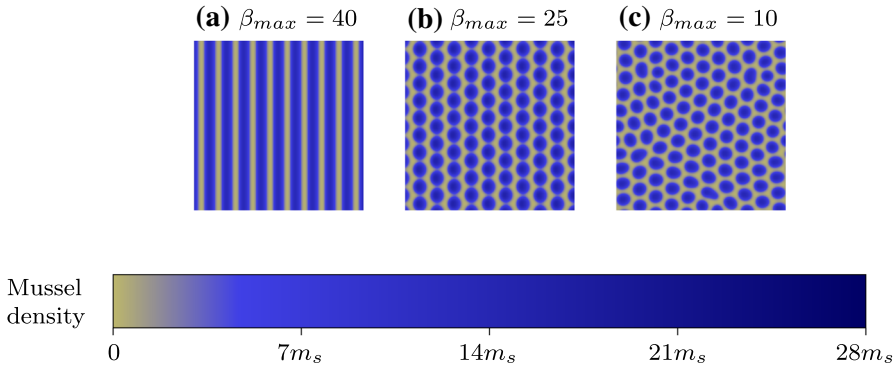 (a) βmax = 40 (b) βmax = 25 (c) βmax = 10
Mussel
density
0 7ms 14ms 21ms 28ms